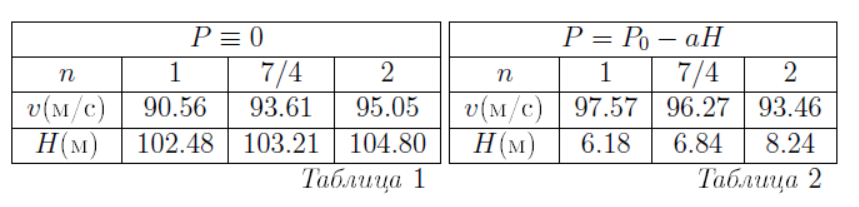 P ≡ 0
n 1 7/4 2
v(м/с) 90.56 93.61 95.05
H(м) 102.48 103.21 104.80
Таблица 1
P = P₀ − aH
n 1 7/4 2
v(м/с) 97.57 96.27 93.46
H(м) 6.18 6.84 8.24
Таблица 2